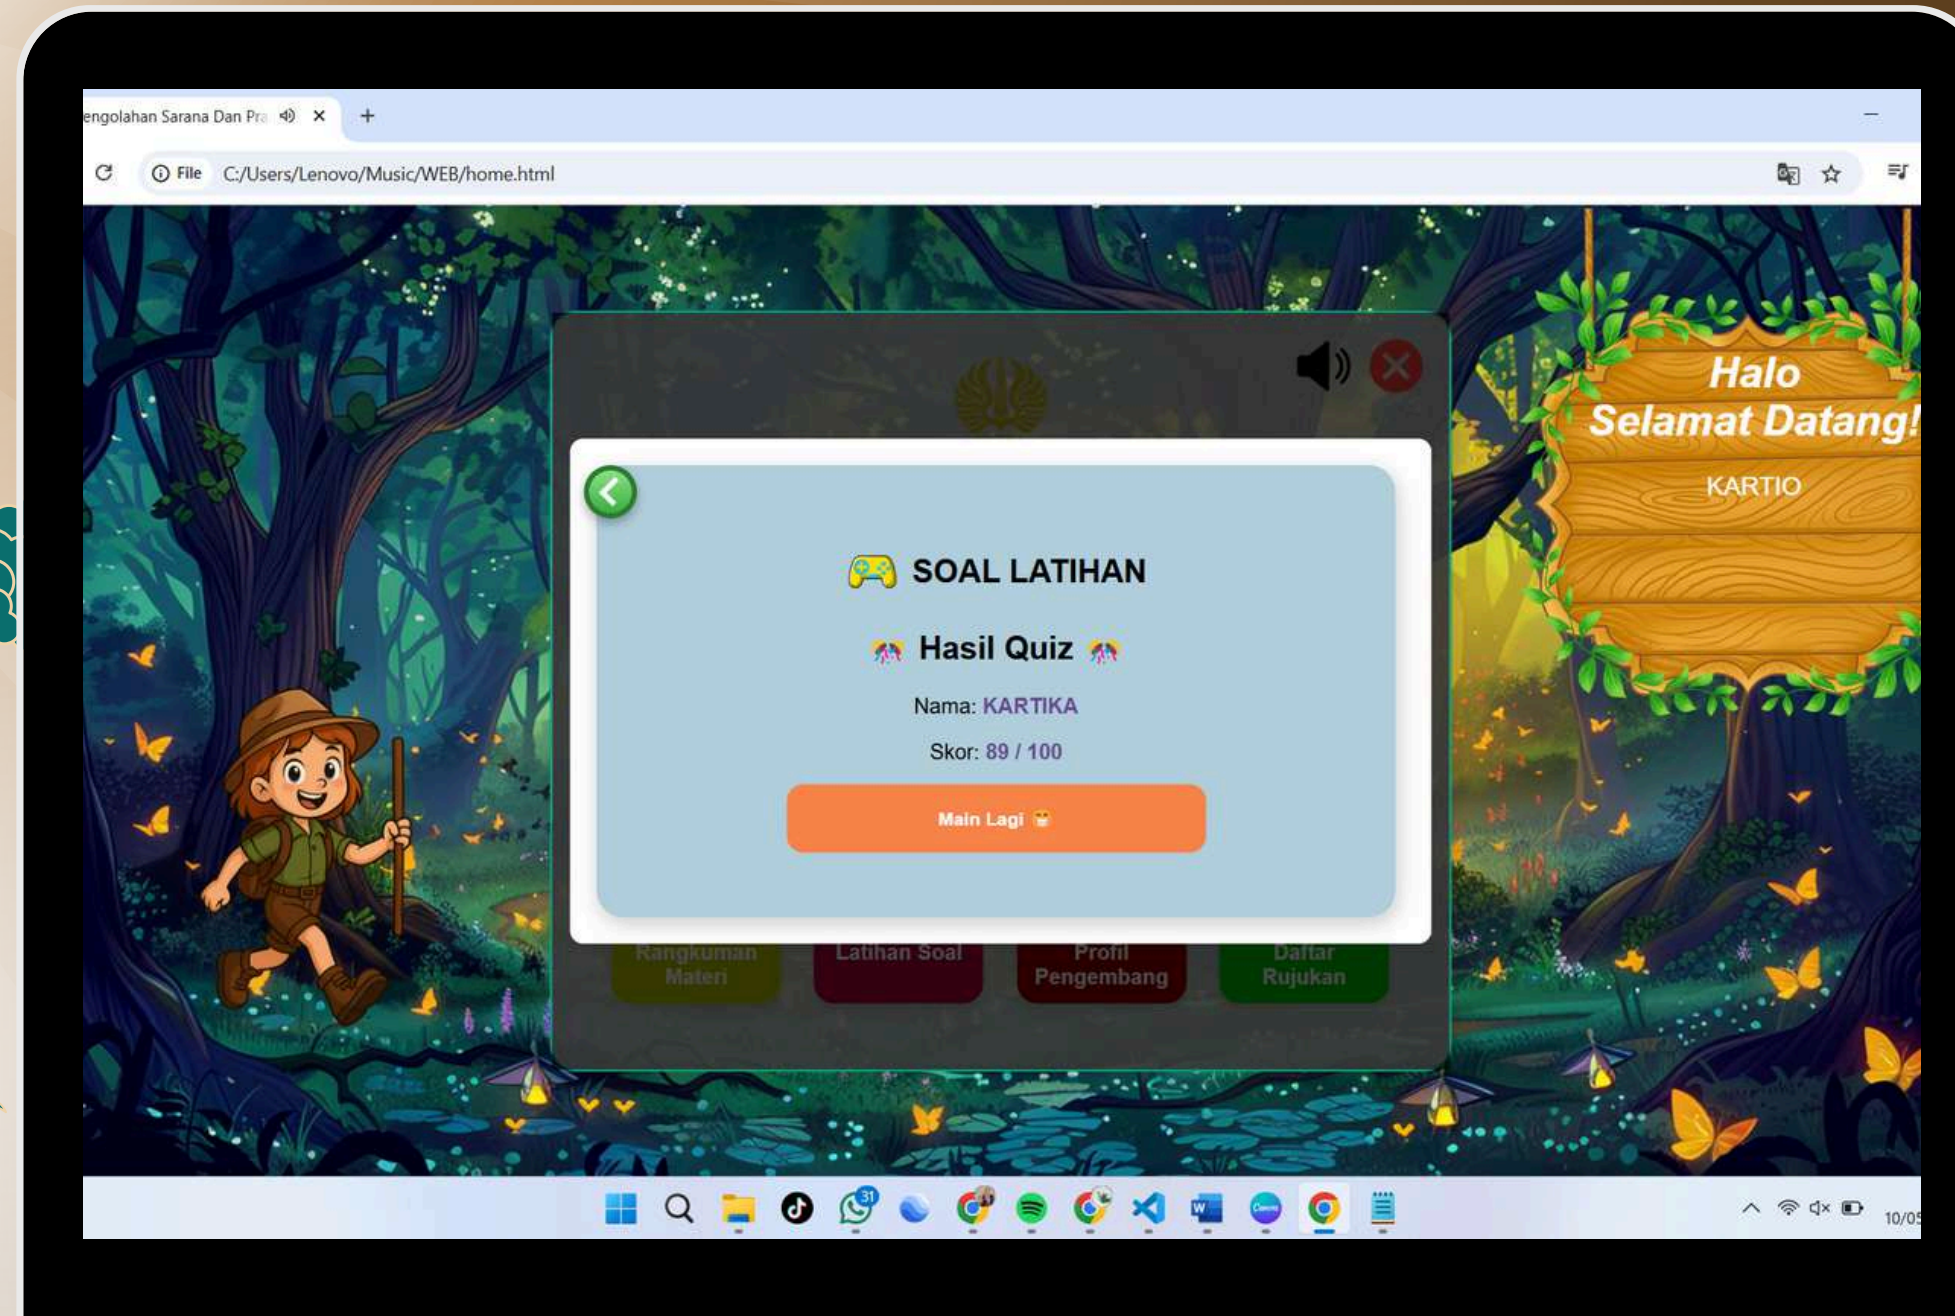 engolahan Sarana Dan Pra
File C:/Users/Lenovo/Music/WEB/home.html
Halo
Selamat Datang!
KARTIO
SOAL LATIHAN
Hasil Quiz
Nama: KARTIKA
Skor: 89 / 100
Main Lagi
Rangkuman
Materi
Latihan Soal
Profil
Pengembang
Daftar
Rujukan
31
10/05